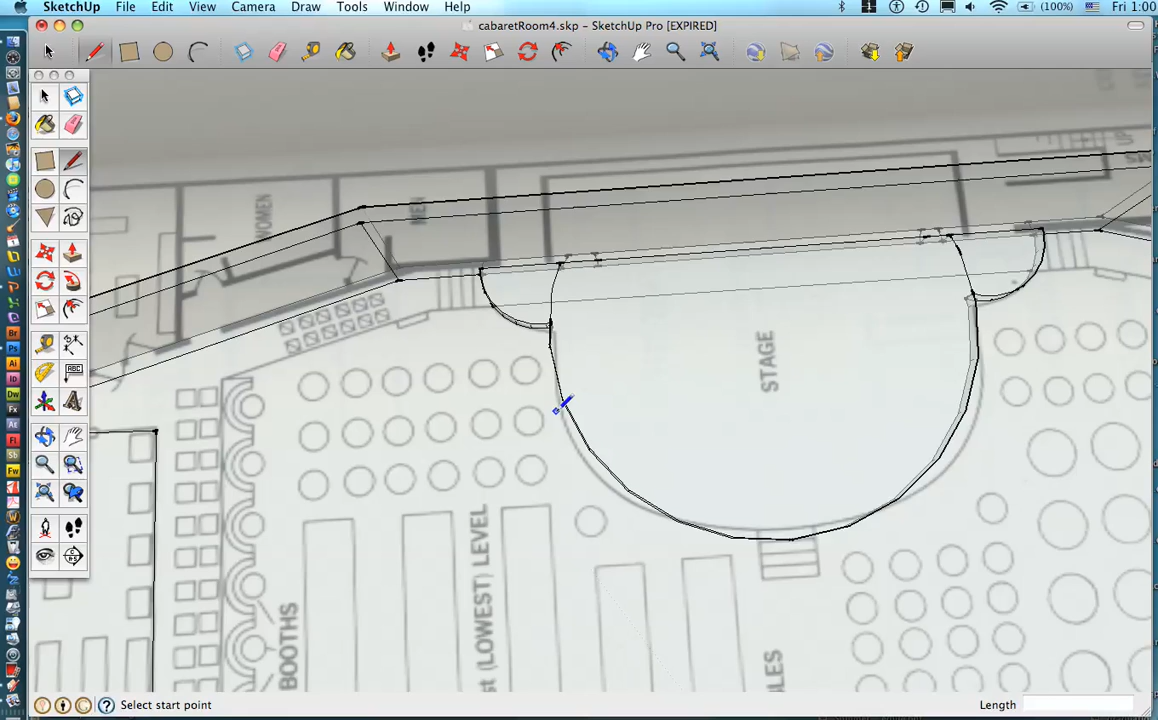 SketchUp File Edit View Camera Draw Tools Window Help (100%) Fri 1:00
cabaretRoom4.skp - SketchUp Pro [EXPIRED]
WOMEN
MEN
STAGE
BOOTHS
(LOWEST) LEVEL
Select start point
Length